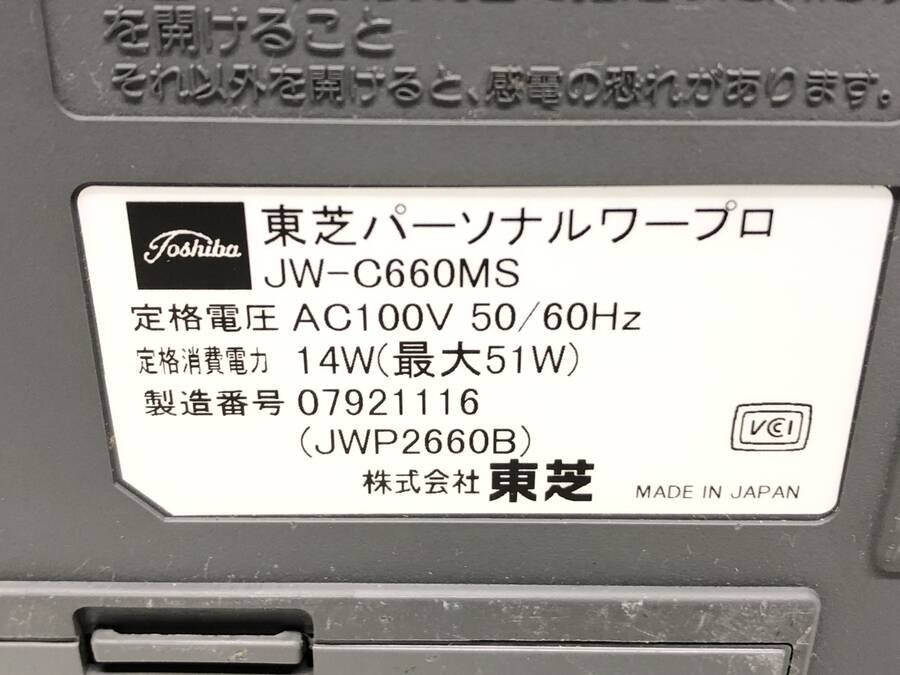 を開けること
それ以外を開けると、感電の恐れがあります。
Toshiba
東芝パーソナルワープロ
JW-C660MS
定格電圧 AC100V 50/60Hz
定格消費電力 14W(最大51W)
製造番号 07921116
(JWP2660B)
VCCI
株式会社 東芝
MADE IN JAPAN